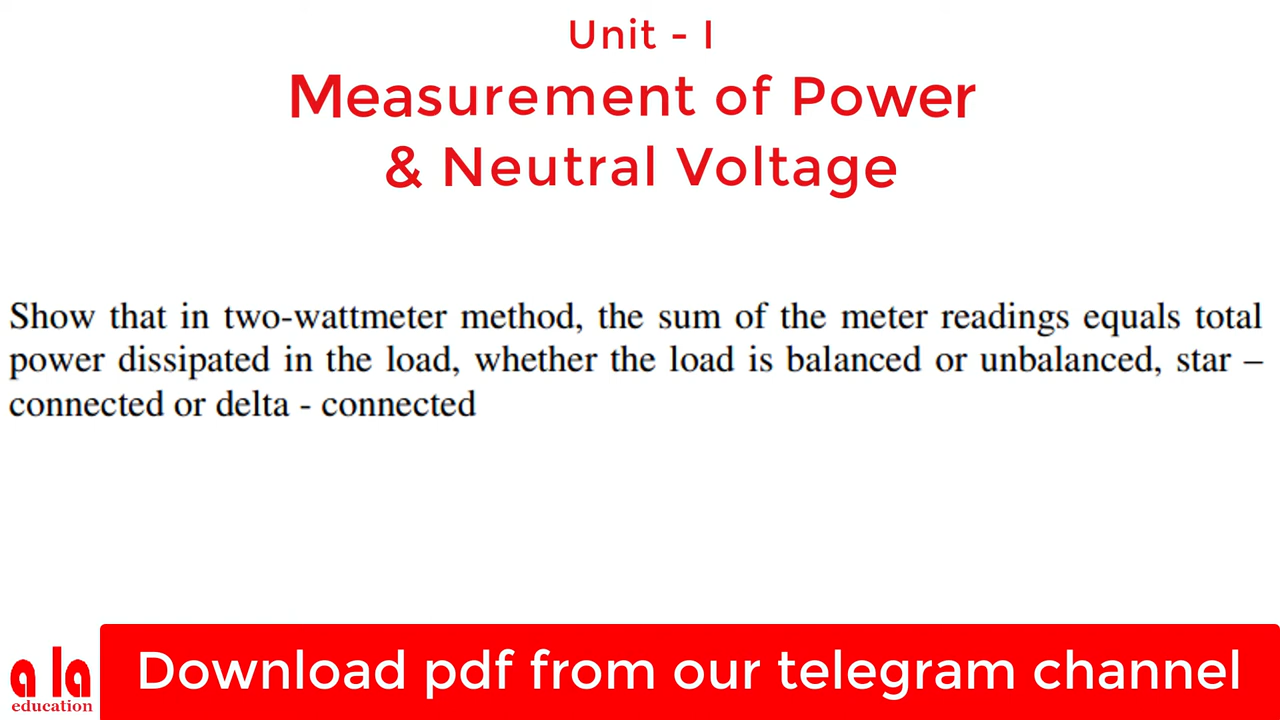 Unit - I
Measurement of Power
& Neutral Voltage
Show that in two-wattmeter method, the sum of the meter readings equals total
power dissipated in the load, whether the load is balanced or unbalanced, star –
connected or delta - connected
a la
education
Download pdf from our telegram channel